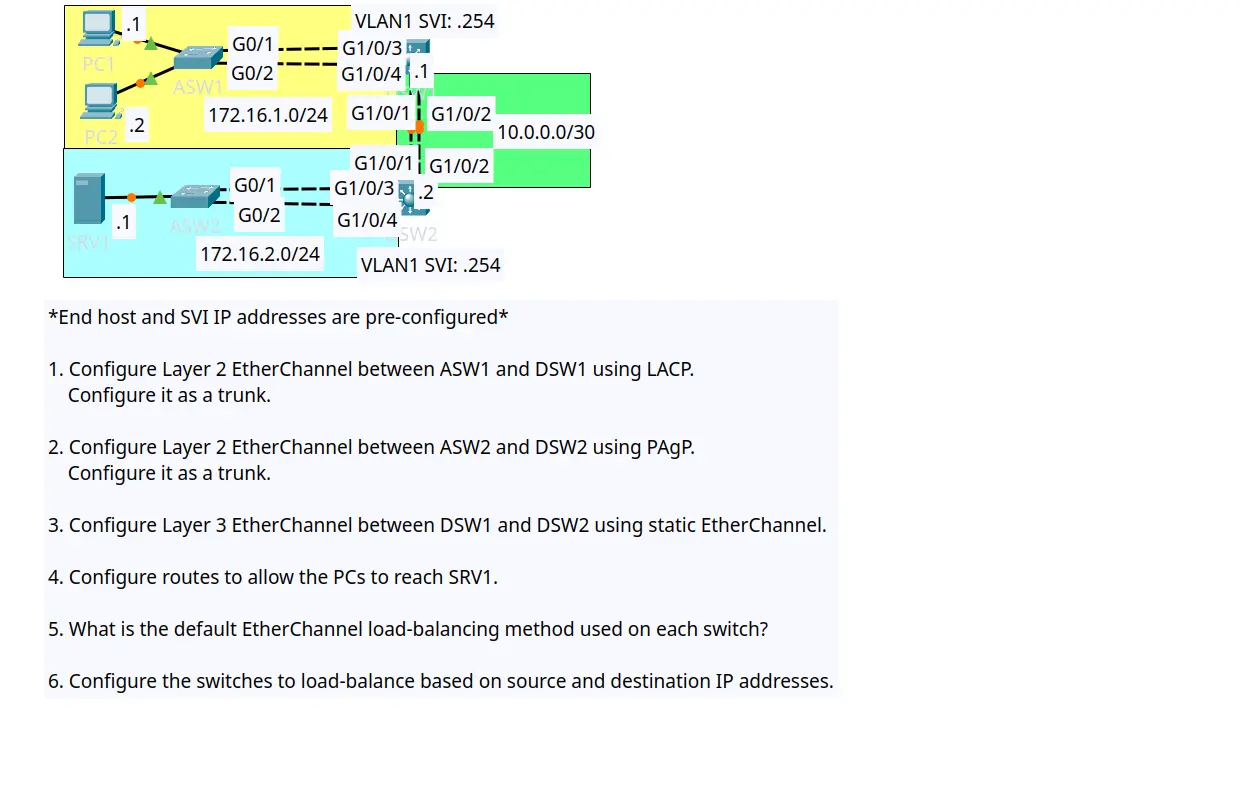 VLAN1 SVI: .254
.1
G0/1
G1/0/3
PC1
G0/2
G1/0/4
.1
ASW1
172.16.1.0/24
G1/0/1
G1/0/2
.2
PC2
10.0.0.0/30
G1/0/1
G1/0/2
G0/1
G1/0/3
.2
G0/2
G1/0/4
.1
ASW2
SRV1
DSW2
172.16.2.0/24
VLAN1 SVI: .254
*End host and SVI IP addresses are pre-configured*
1. Configure Layer 2 EtherChannel between ASW1 and DSW1 using LACP.
Configure it as a trunk.
2. Configure Layer 2 EtherChannel between ASW2 and DSW2 using PAgP.
Configure it as a trunk.
3. Configure Layer 3 EtherChannel between DSW1 and DSW2 using static EtherChannel.
4. Configure routes to allow the PCs to reach SRV1.
5. What is the default EtherChannel load-balancing method used on each switch?
6. Configure the switches to load-balance based on source and destination IP addresses.